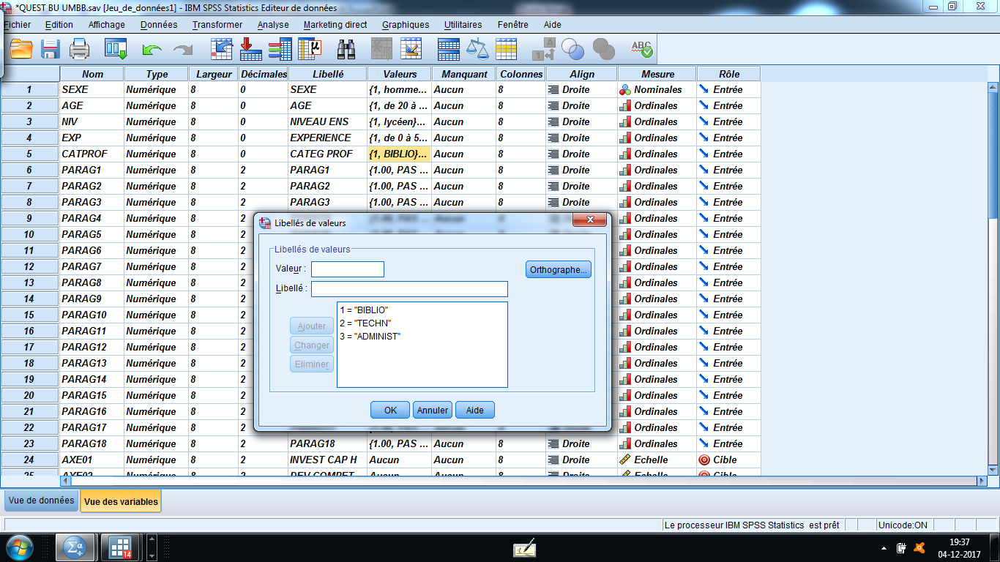 *QUEST BU UMBB.sav [Jeu_de_données1] - IBM SPSS Statistics Editeur de données
Fichier Edition Affichage Données Transformer Analyse Marketing direct Graphiques Utilitaires Fenêtre Aide
Nom Type Largeur Décimales Libellé Valeurs Manquant Colonnes Align Mesure Rôle
1 SEXE Numérique 8 0 SEXE {1, homme... Aucun 8 Droite Nominales Entrée
2 AGE Numérique 8 0 AGE {1, de 20 à ... Aucun 8 Droite Ordinales Entrée
3 NIV Numérique 8 0 NIVEAU ENS {1, lycéen}... Aucun 8 Droite Ordinales Entrée
4 EXP Numérique 8 0 EXPERIENCE {1, de 0 à 5... Aucun 8 Droite Ordinales Entrée
5 CATPROF Numérique 8 0 CATEG PROF {1, BIBLIO}... Aucun 8 Droite Ordinales Entrée
6 PARAG1 Numérique 8 2 PARAG1 {1.00, PAS ... Aucun 8 Droite Ordinales Entrée
7 PARAG2 Numérique 8 2 PARAG2 {1.00, PAS ... Aucun 8 Droite Ordinales Entrée
8 PARAG3 Numérique 8 2 PARAG3 {1.00, PAS ... Aucun 8 Droite Ordinales Entrée
9 PARAG4 Numérique 8 2 Ordinales Entrée
10 PARAG5 Numérique 8 2 Ordinales Entrée
11 PARAG6 Numérique 8 2 Ordinales Entrée
12 PARAG7 Numérique 8 2 Ordinales Entrée
13 PARAG8 Numérique 8 2 Ordinales Entrée
14 PARAG9 Numérique 8 2 Ordinales Entrée
15 PARAG10 Numérique 8 2 Ordinales Entrée
16 PARAG11 Numérique 8 2 Ordinales Entrée
17 PARAG12 Numérique 8 2 Ordinales Entrée
18 PARAG13 Numérique 8 2 Ordinales Entrée
19 PARAG14 Numérique 8 2 Ordinales Entrée
20 PARAG15 Numérique 8 2 Ordinales Entrée
21 PARAG16 Numérique 8 2 Ordinales Entrée
22 PARAG17 Numérique 8 2 Ordinales Entrée
23 PARAG18 Numérique 8 2 PARAG18 {1.00, PAS ... Aucun 8 Droite Ordinales Entrée
24 AXE01 Numérique 8 2 INVEST CAP H Aucun Aucun 8 Droite Echelle Cible
25 AXE02 Numérique 8 2 DEV COMPET Aucun Aucun 8 Droite Echelle Cible
Libellés de valeurs
Libellés de valeurs
Valeur :
Orthographe...
Libellé :
1 = "BIBLIO"
2 = "TECHN"
3 = "ADMINIST"
Ajouter
Changer
Eliminer
OK Annuler Aide
Vue de données Vue des variables
Le processeur IBM SPSS Statistics est prêt Unicode:ON
14
19:37
04-12-2017